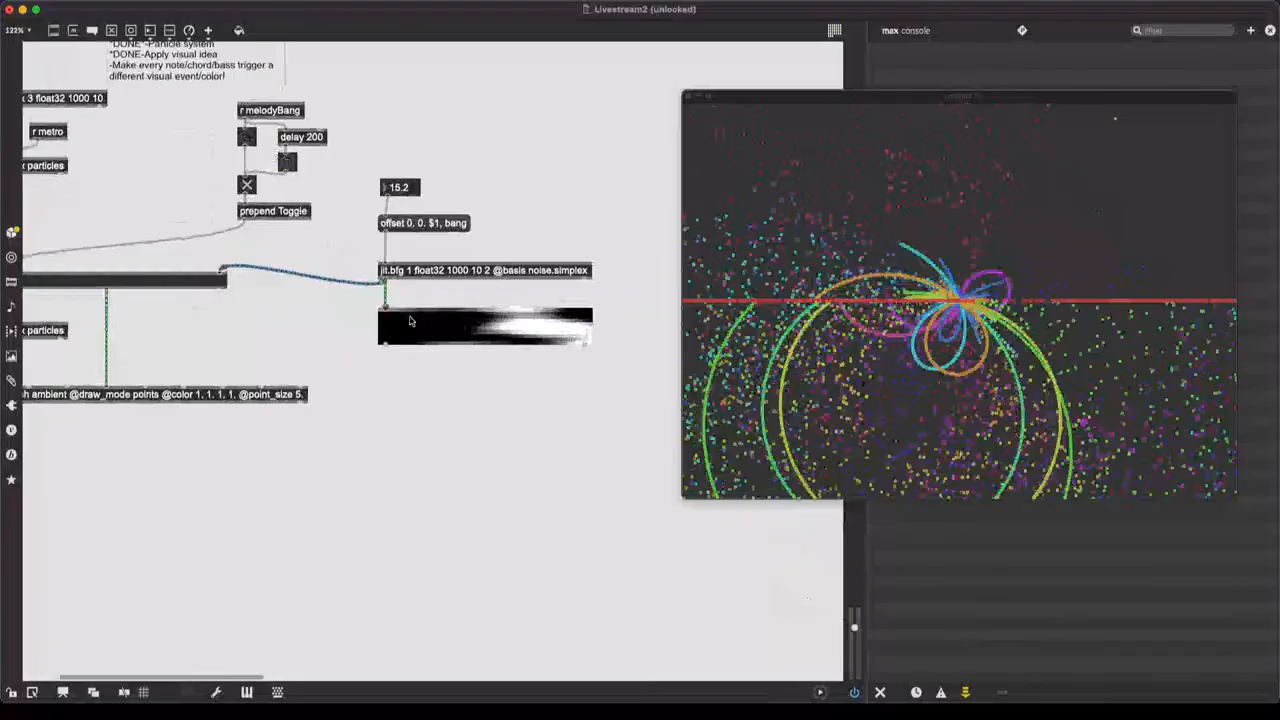 Livestream2 (unlocked)
122%
max console
Filter
*DONE*-Particle system
*DONE-Apply visual idea
-Make every note/chord/bass trigger a
different visual event/color!
x 3 float32 1000 10
r melodyBang
r metro
delay 200
x particles
15.2
prepend Toggle
offset 0, 0. $1, bang
jit.bfg 1 float32 1000 10 2 @basis noise.simplex
x particles
h ambient @draw_mode points @color 1, 1, 1, 1, @point_size 5.